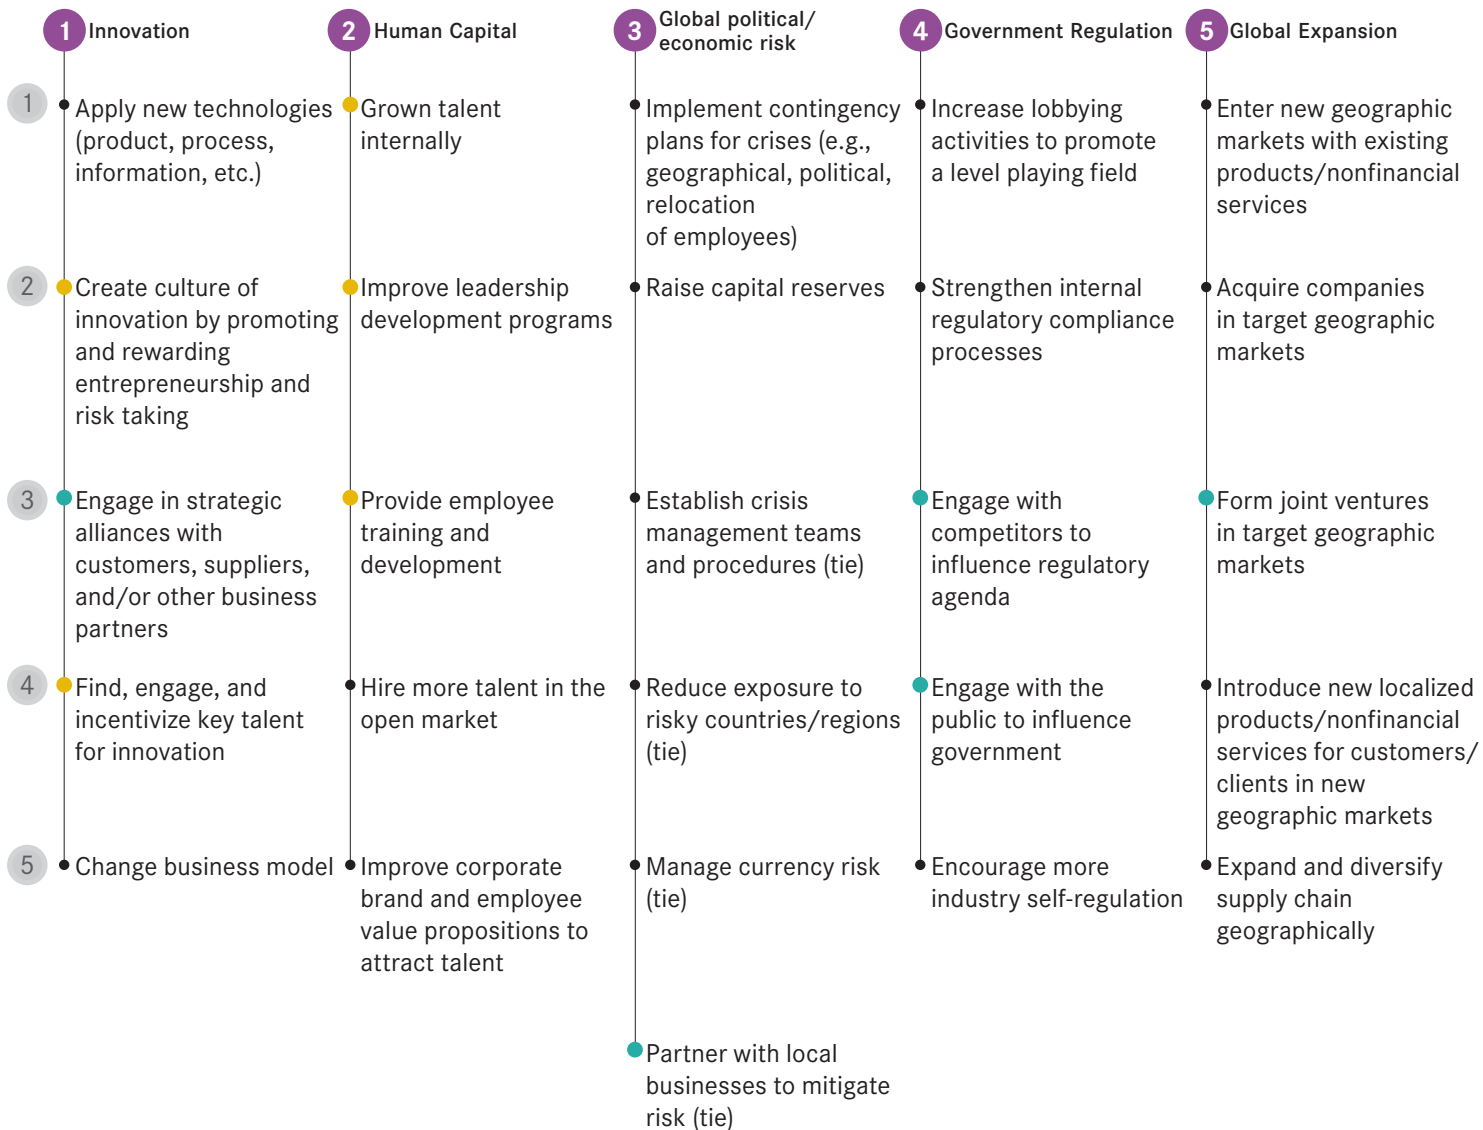 1 Innovation
2 Human Capital
3 Global political/
economic risk
4 Government Regulation
5 Global Expansion
1
Apply new technologies
(product, process,
information, etc.)
Grown talent
internally
Implement contingency
plans for crises (e.g.,
geographical, political,
relocation
of employees)
Increase lobbying
activities to promote
a level playing field
Enter new geographic
markets with existing
products/nonfinancial
services
2
Create culture of
innovation by promoting
and rewarding
entrepreneurship and
risk taking
Improve leadership
development programs
Raise capital reserves
Strengthen internal
regulatory compliance
processes
Acquire companies
in target geographic
markets
3
Engage in strategic
alliances with
customers, suppliers,
and/or other business
partners
Provide employee
training and
development
Establish crisis
management teams
and procedures (tie)
Engage with
competitors to
influence regulatory
agenda
Form joint ventures
in target geographic
markets
4
Find, engage, and
incentivize key talent
for innovation
Hire more talent in the
open market
Reduce exposure to
risky countries/regions
(tie)
Engage with the
public to influence
government
Introduce new localized
products/nonfinancial
services for customers/
clients in new
geographic markets
5
Change business model
Improve corporate
brand and employee
value propositions to
attract talent
Manage currency risk
(tie)
Encourage more
industry self-regulation
Expand and diversify
supply chain
geographically
Partner with local
businesses to mitigate
risk (tie)